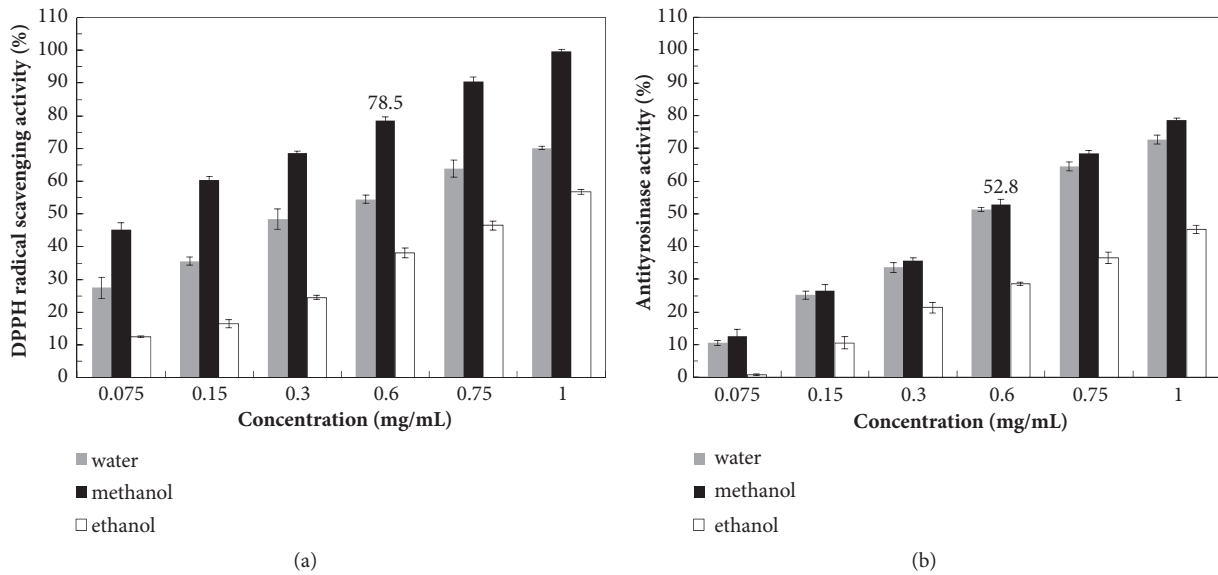 DPPH radical scavenging activity (%)
110
100
90
80
70
60
50
40
30
20
10
0
78.5
0.075 0.15 0.3 0.6 0.75 1
Concentration (mg/mL)
water
methanol
ethanol
(a)
Antityrosinase activity (%)
110
100
90
80
70
60
50
40
30
20
10
0
52.8
0.075 0.15 0.3 0.6 0.75 1
Concentration (mg/mL)
water
methanol
ethanol
(b)